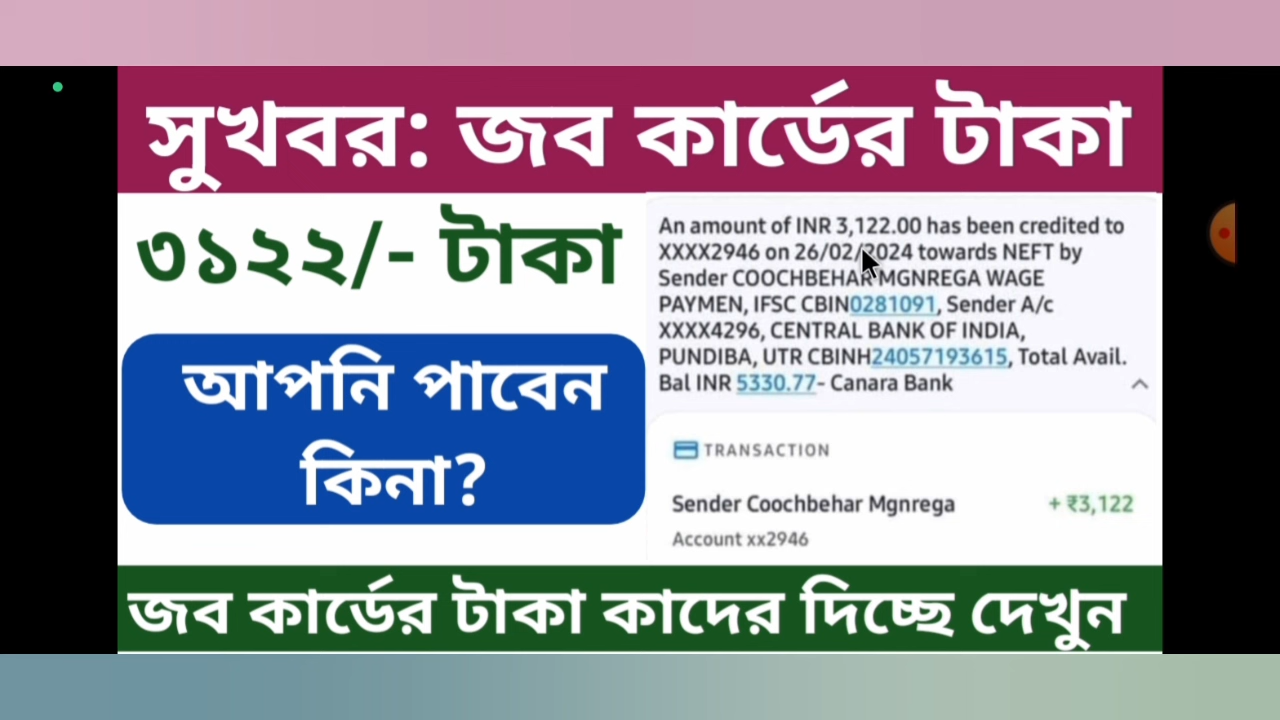 সুখবর: জব কার্ডের টাকা
৩১২২/- টাকা
আপনি পাবেন
কিনা?
An amount of INR 3,122.00 has been credited to
XXXX2946 on 26/02/2024 towards NEFT by
Sender COOCHBEHAR MGNREGA WAGE
PAYMEN, IFSC CBIN0281091, Sender A/c
XXXX4296, CENTRAL BANK OF INDIA,
PUNDIBA, UTR CBINH24057193615, Total Avail.
Bal INR 5330.77- Canara Bank
TRANSACTION
Sender Coochbehar Mgnrega + ₹3,122
Account xx2946
জব কার্ডের টাকা কাদের দিচ্ছে দেখুন